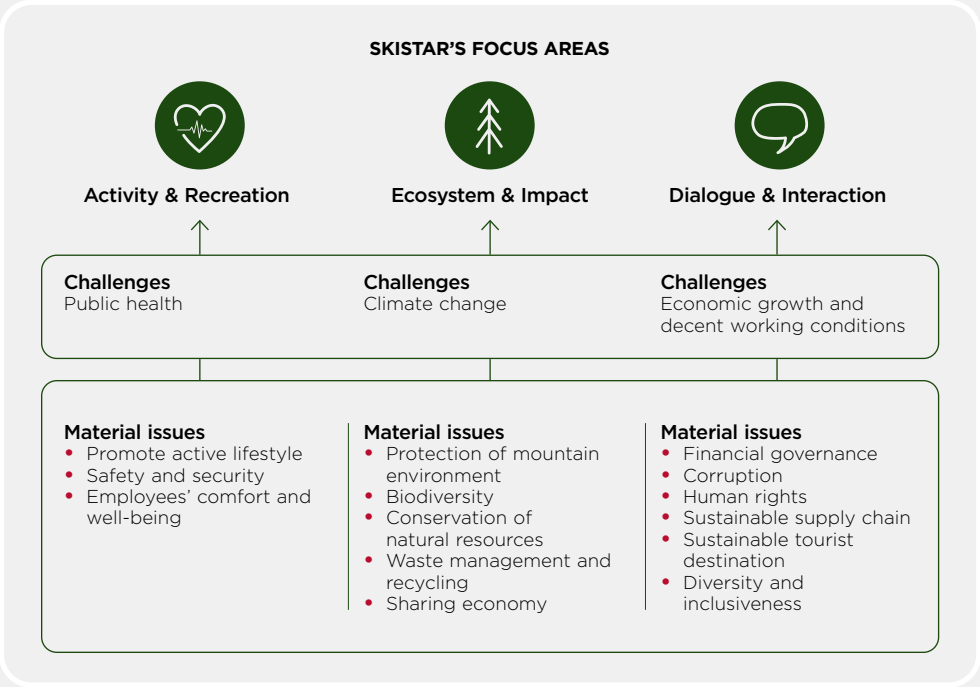 SKISTAR'S FOCUS AREAS
Activity & Recreation
Ecosystem & Impact
Dialogue & Interaction
Challenges
Public health
Challenges
Climate change
Challenges
Economic growth and
decent working conditions
Material issues
• Promote active lifestyle
• Safety and security
• Employees' comfort and
well-being
Material issues
• Protection of mountain
environment
• Biodiversity
• Conservation of
natural resources
• Waste management and
recycling
• Sharing economy
Material issues
• Financial governance
• Corruption
• Human rights
• Sustainable supply chain
• Sustainable tourist
destination
• Diversity and
inclusiveness